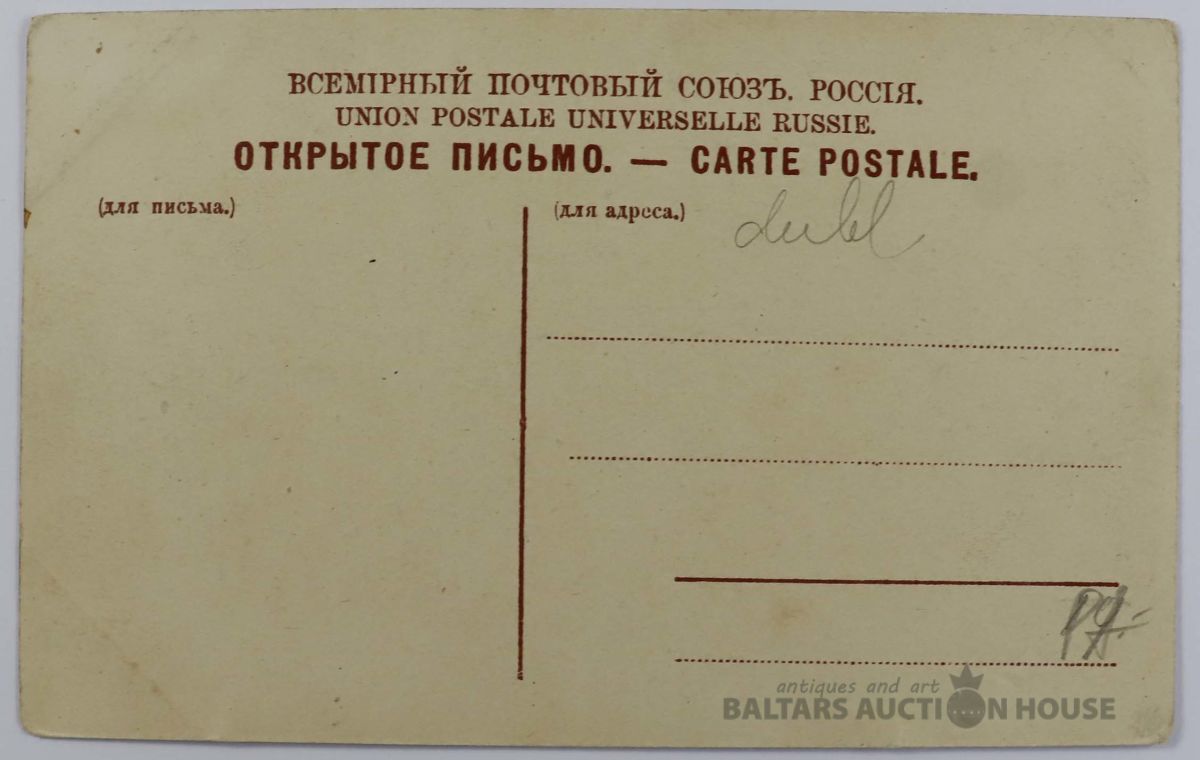 ВСЕМІРНЫЙ ПОЧТОВЫЙ СОЮЗЪ. РОССІЯ.
UNION POSTALE UNIVERSELLE RUSSIE.
ОТКРЫТОЕ ПИСЬМО. — CARTE POSTALE.
(для письма.)
(для адреса.)
dubl
antiques and art
BALTARS AUCTION HOUSE